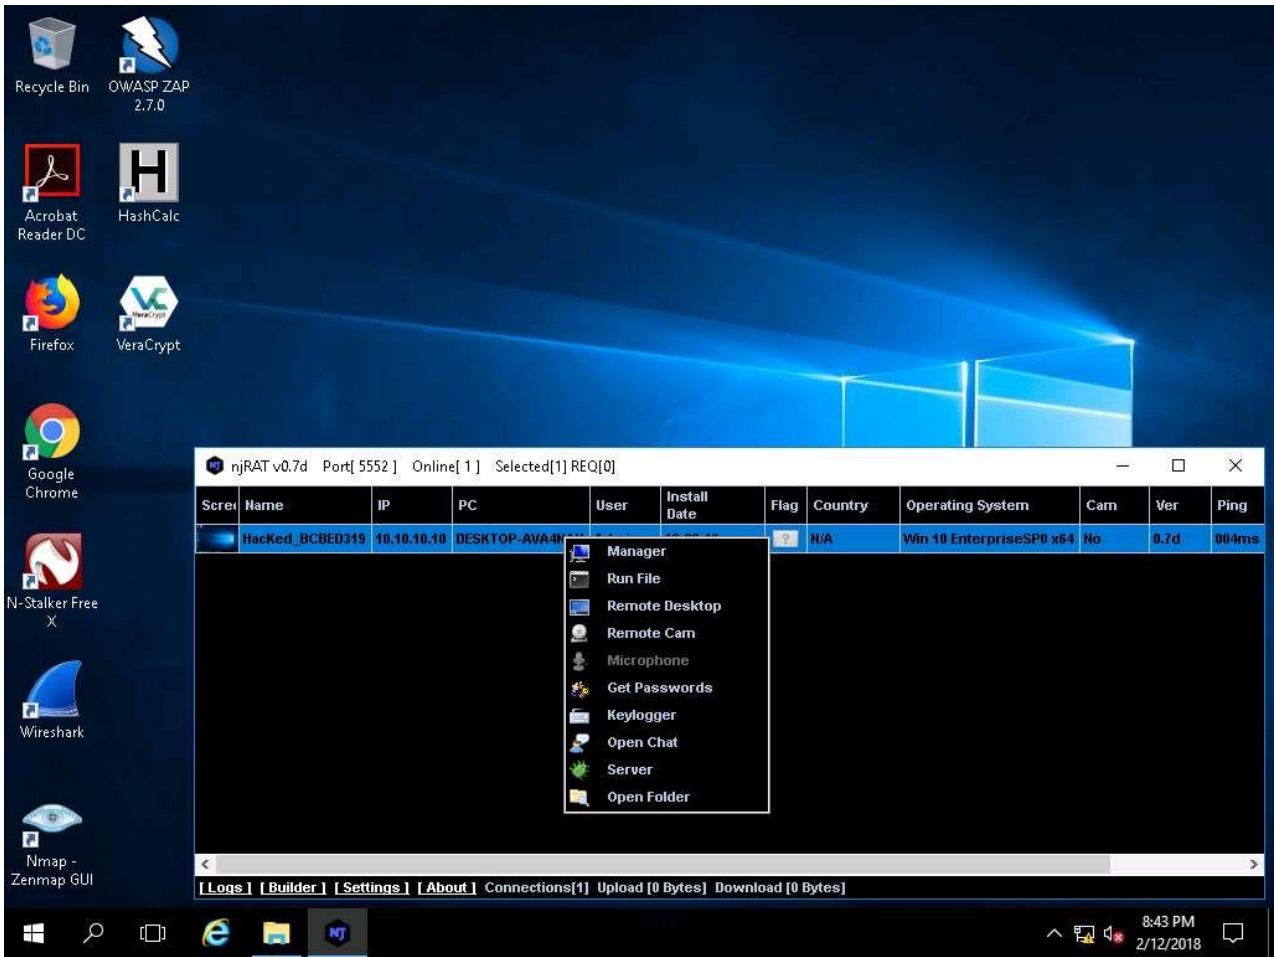 Recycle Bin
OWASP ZAP
2.7.0
Acrobat
Reader DC
H
HashCalc
Firefox
VC
VeraCrypt
VeraCrypt
Google
Chrome
N-Stalker Free
X
Wireshark
Nmap -
Zenmap GUI
njRAT v0.7d Port[ 5552 ] Online[ 1 ] Selected[1] REQ[0]
Name IP PC User Install Date Flag Country Operating System Cam Ver Ping
HacKed_BCBED319 10.10.10.10 ? N/A Win 10 EnterpriseSP0 x64 No 0.7d 004ms
Manager
Run File
Remote Desktop
Remote Cam
Microphone
Get Passwords
Keylogger
Open Chat
Server
Open Folder
[ Logs ] [ Builder ] [ Settings ] [ About ] Connections[1] Upload [0 Bytes] Download [0 Bytes]
NJ
8:43 PM
2/12/2018